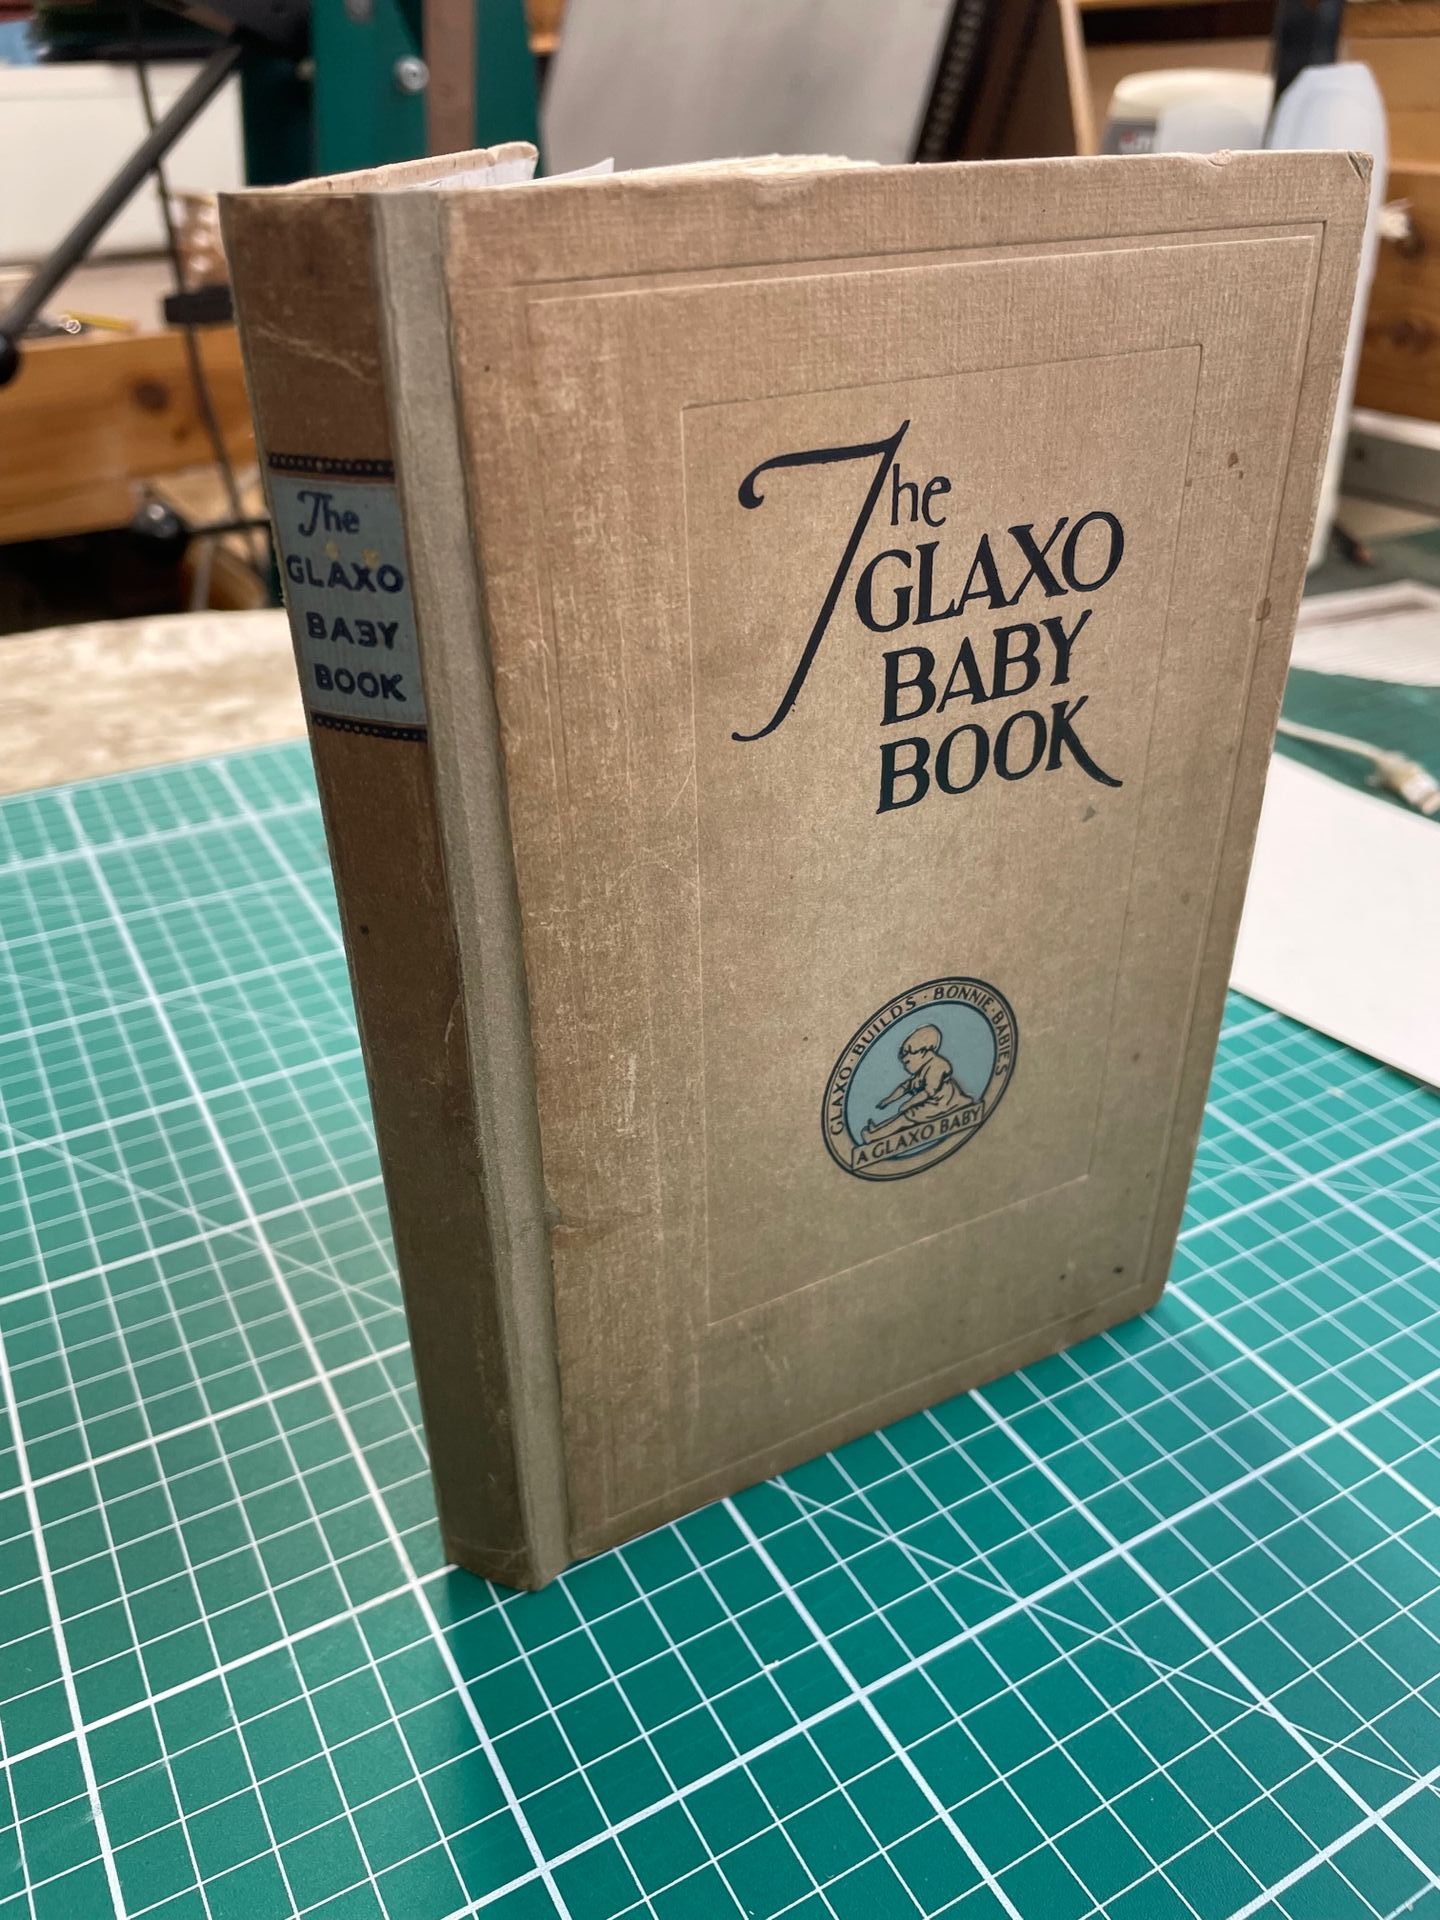 The
GLAXO
BABY
BOOK
The
GLAXO
BABY
BOOK
GLAXO · BUILDS · BONNIE · BABIES
A GLAXO BABY